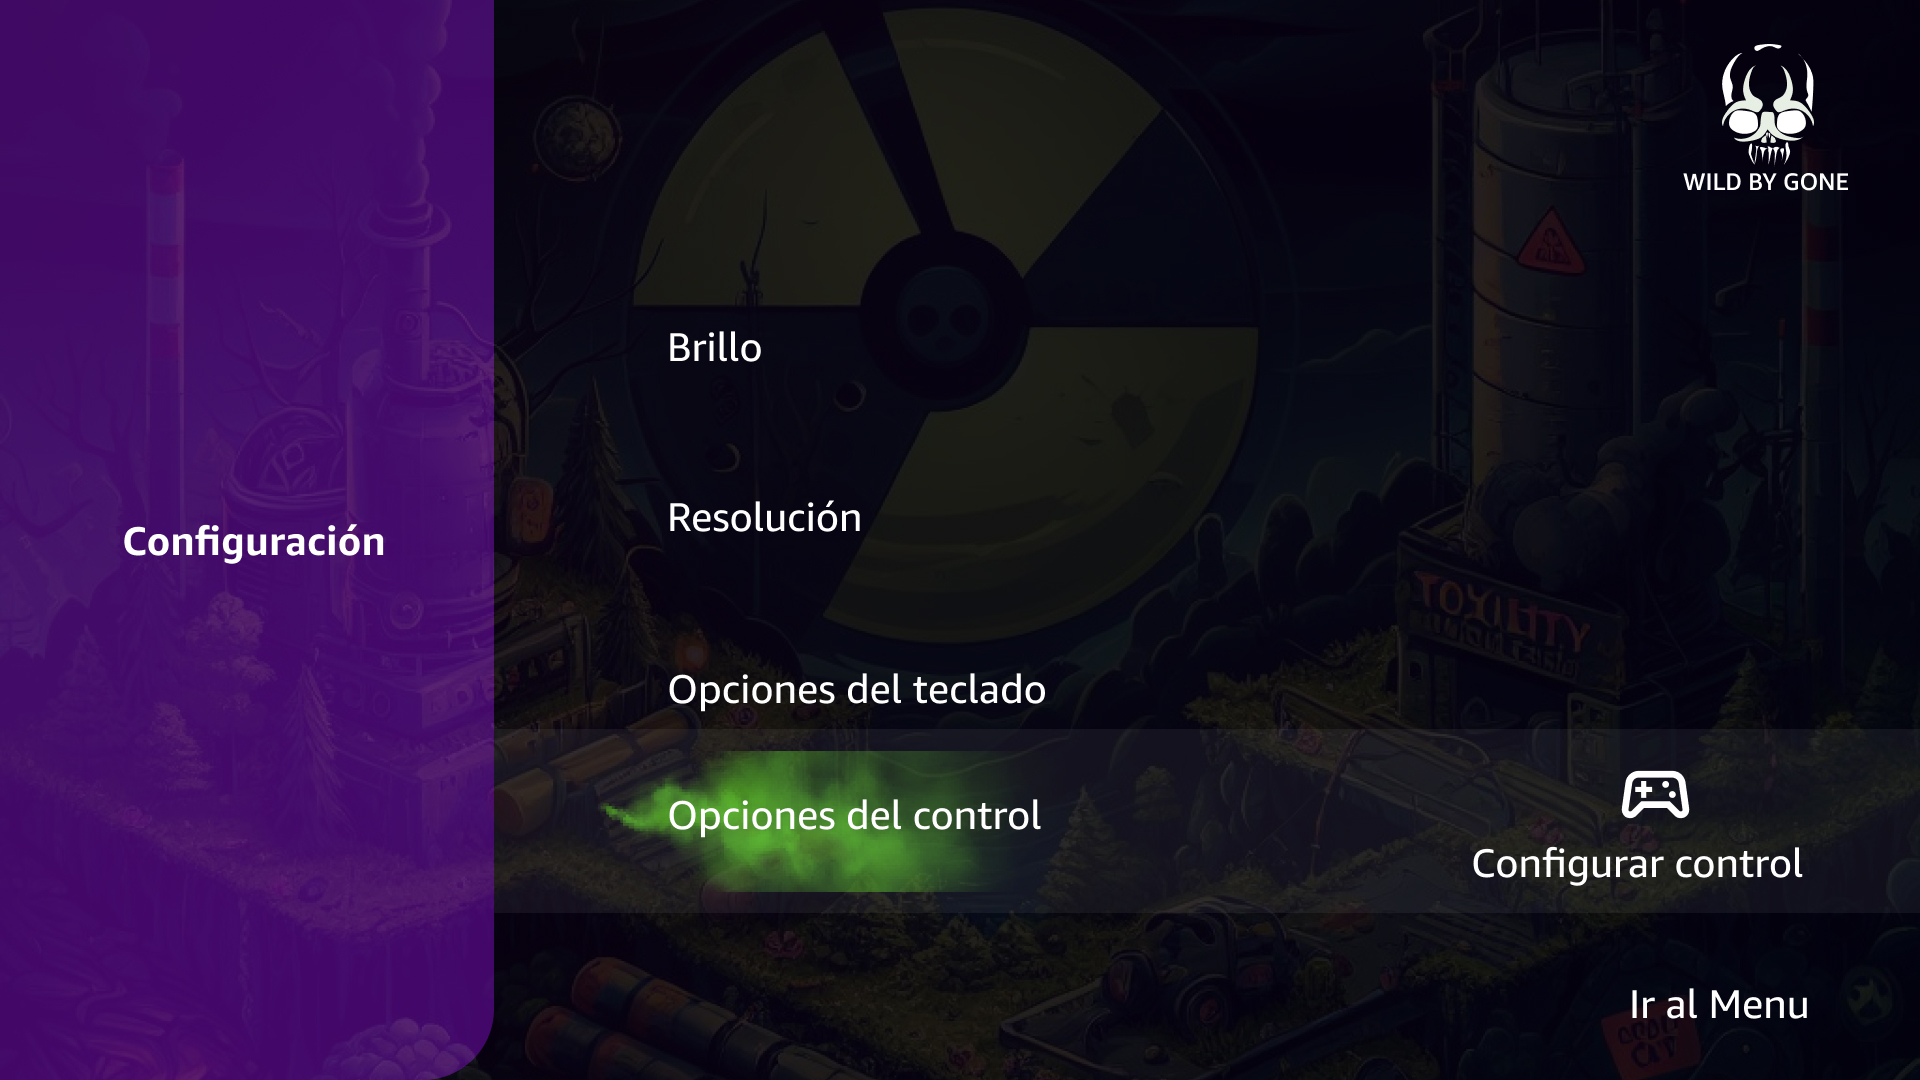 WILD BY GONE
Brillo
Resolución
Configuración
Opciones del teclado
Opciones del control
Configurar control
Ir al Menu